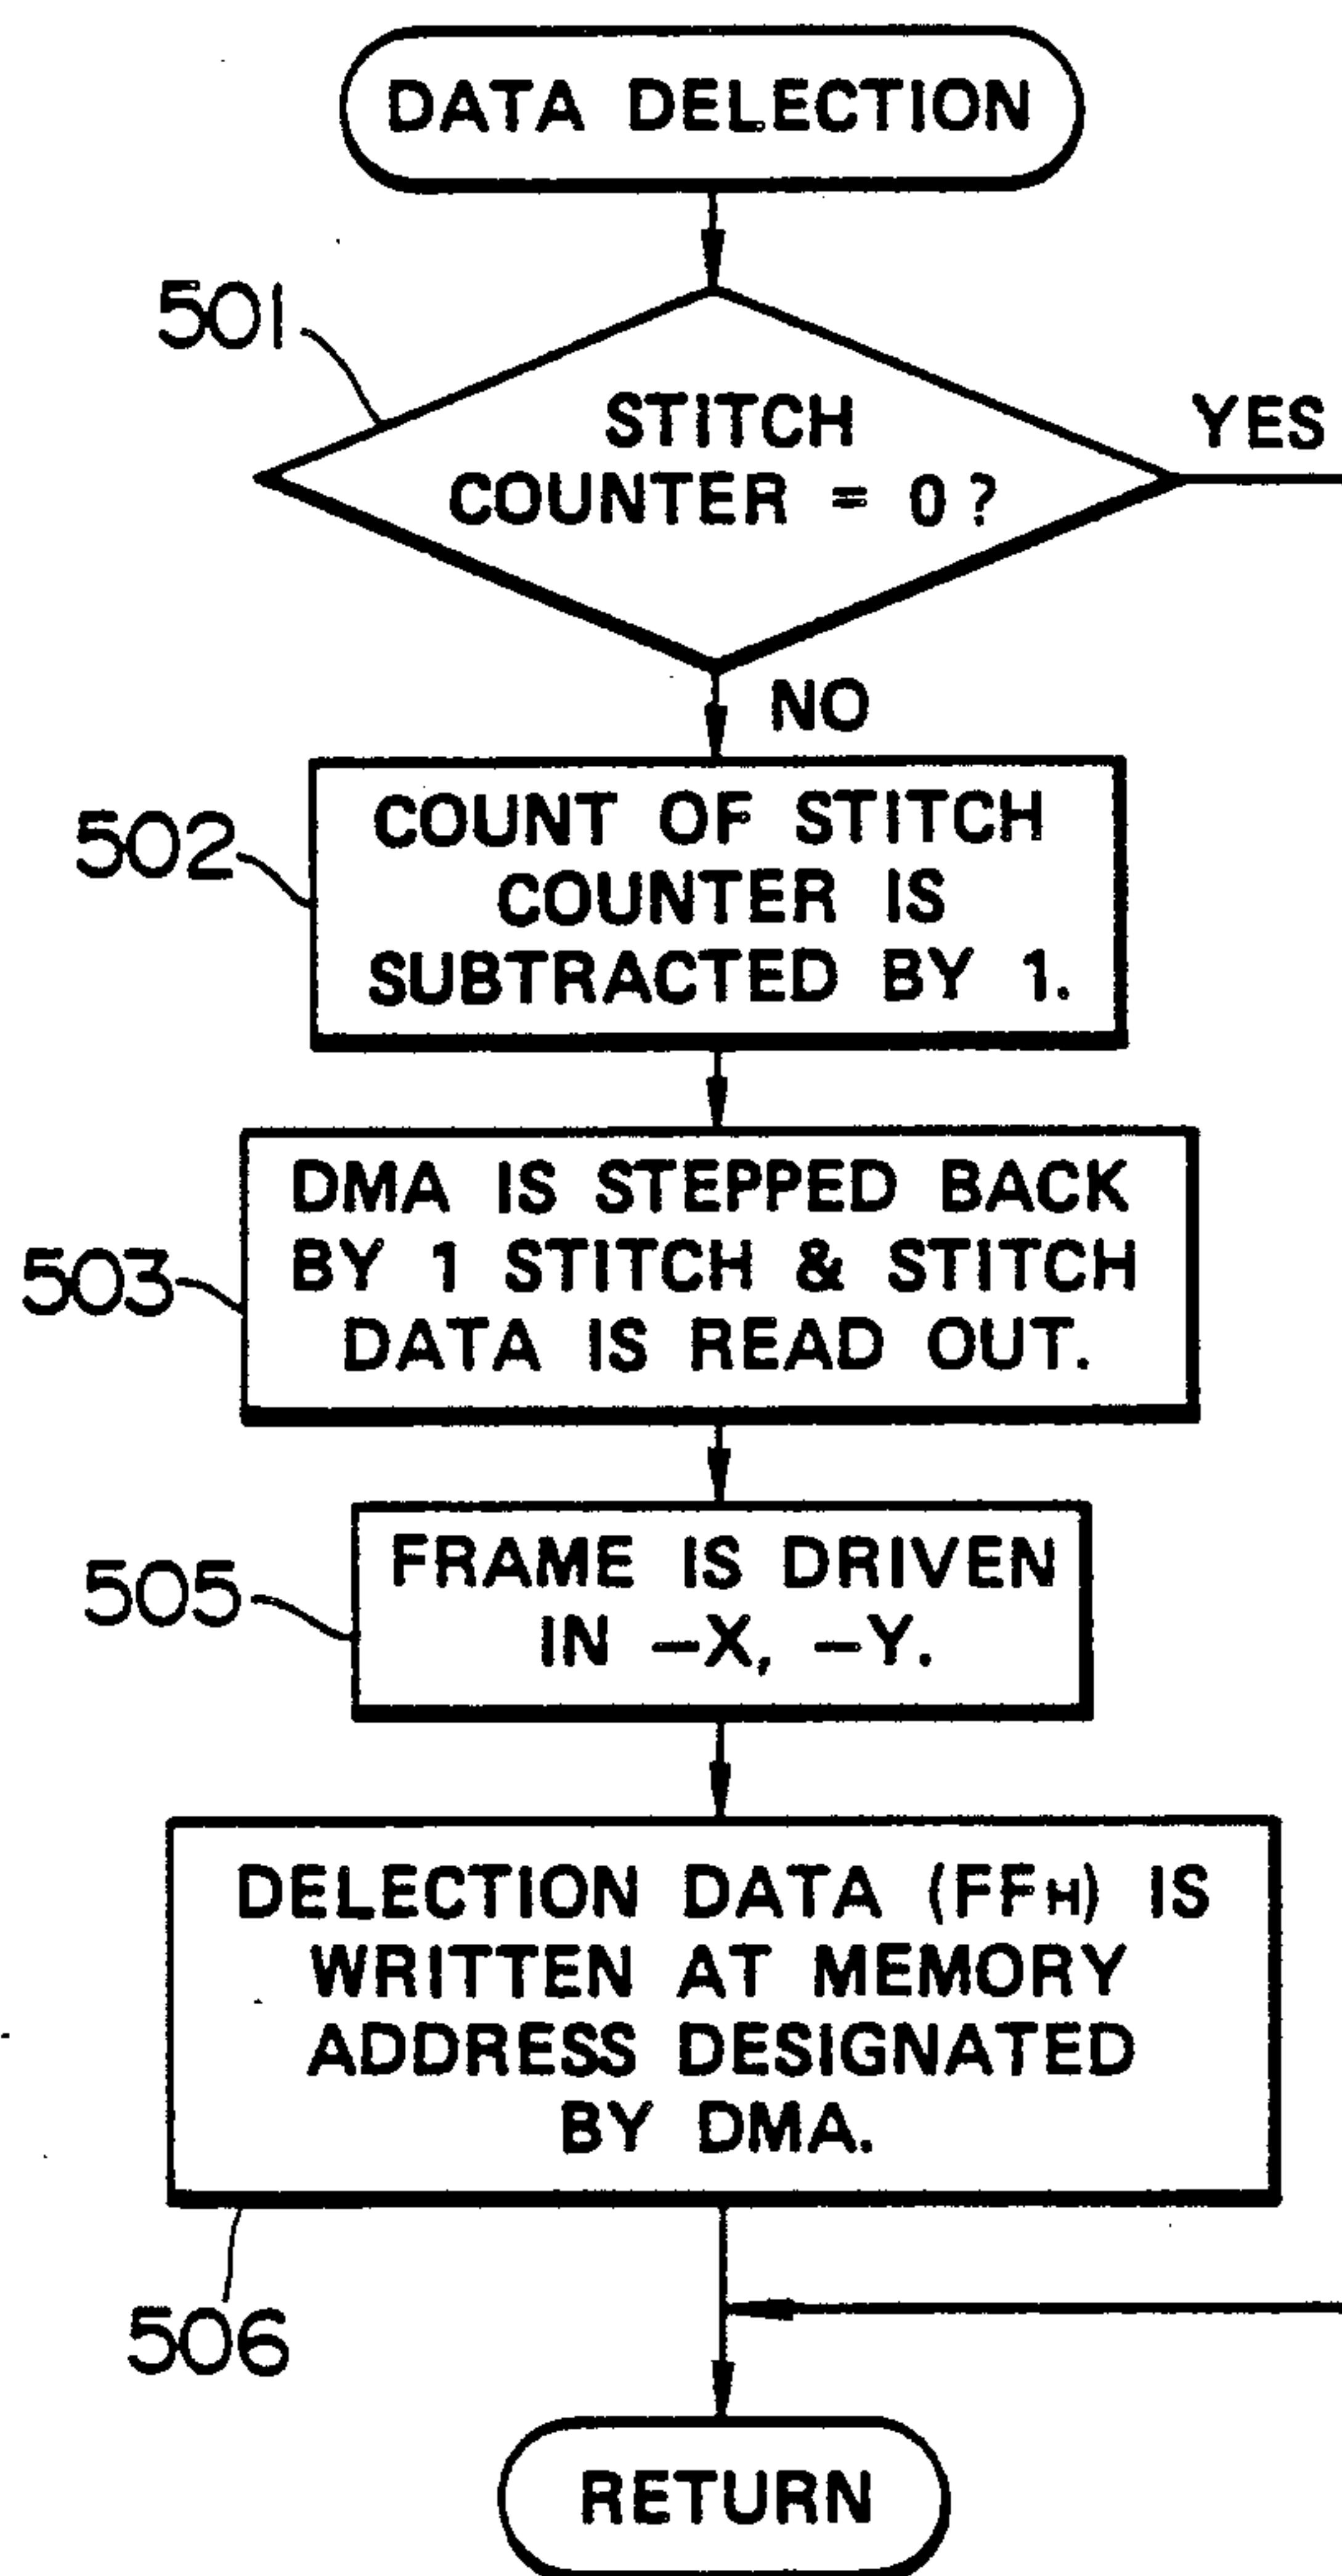 DATA DELECTION
501
STITCH
COUNTER = 0?
YES
NO
502
COUNT OF STITCH
COUNTER IS
SUBTRACTED BY 1.
503
DMA IS STEPPED BACK
BY 1 STITCH & STITCH
DATA IS READ OUT.
505
FRAME IS DRIVEN
IN -X, -Y.
DELECTION DATA (FFH) IS
WRITTEN AT MEMORY
ADDRESS DESIGNATED
BY DMA.
506
RETURN